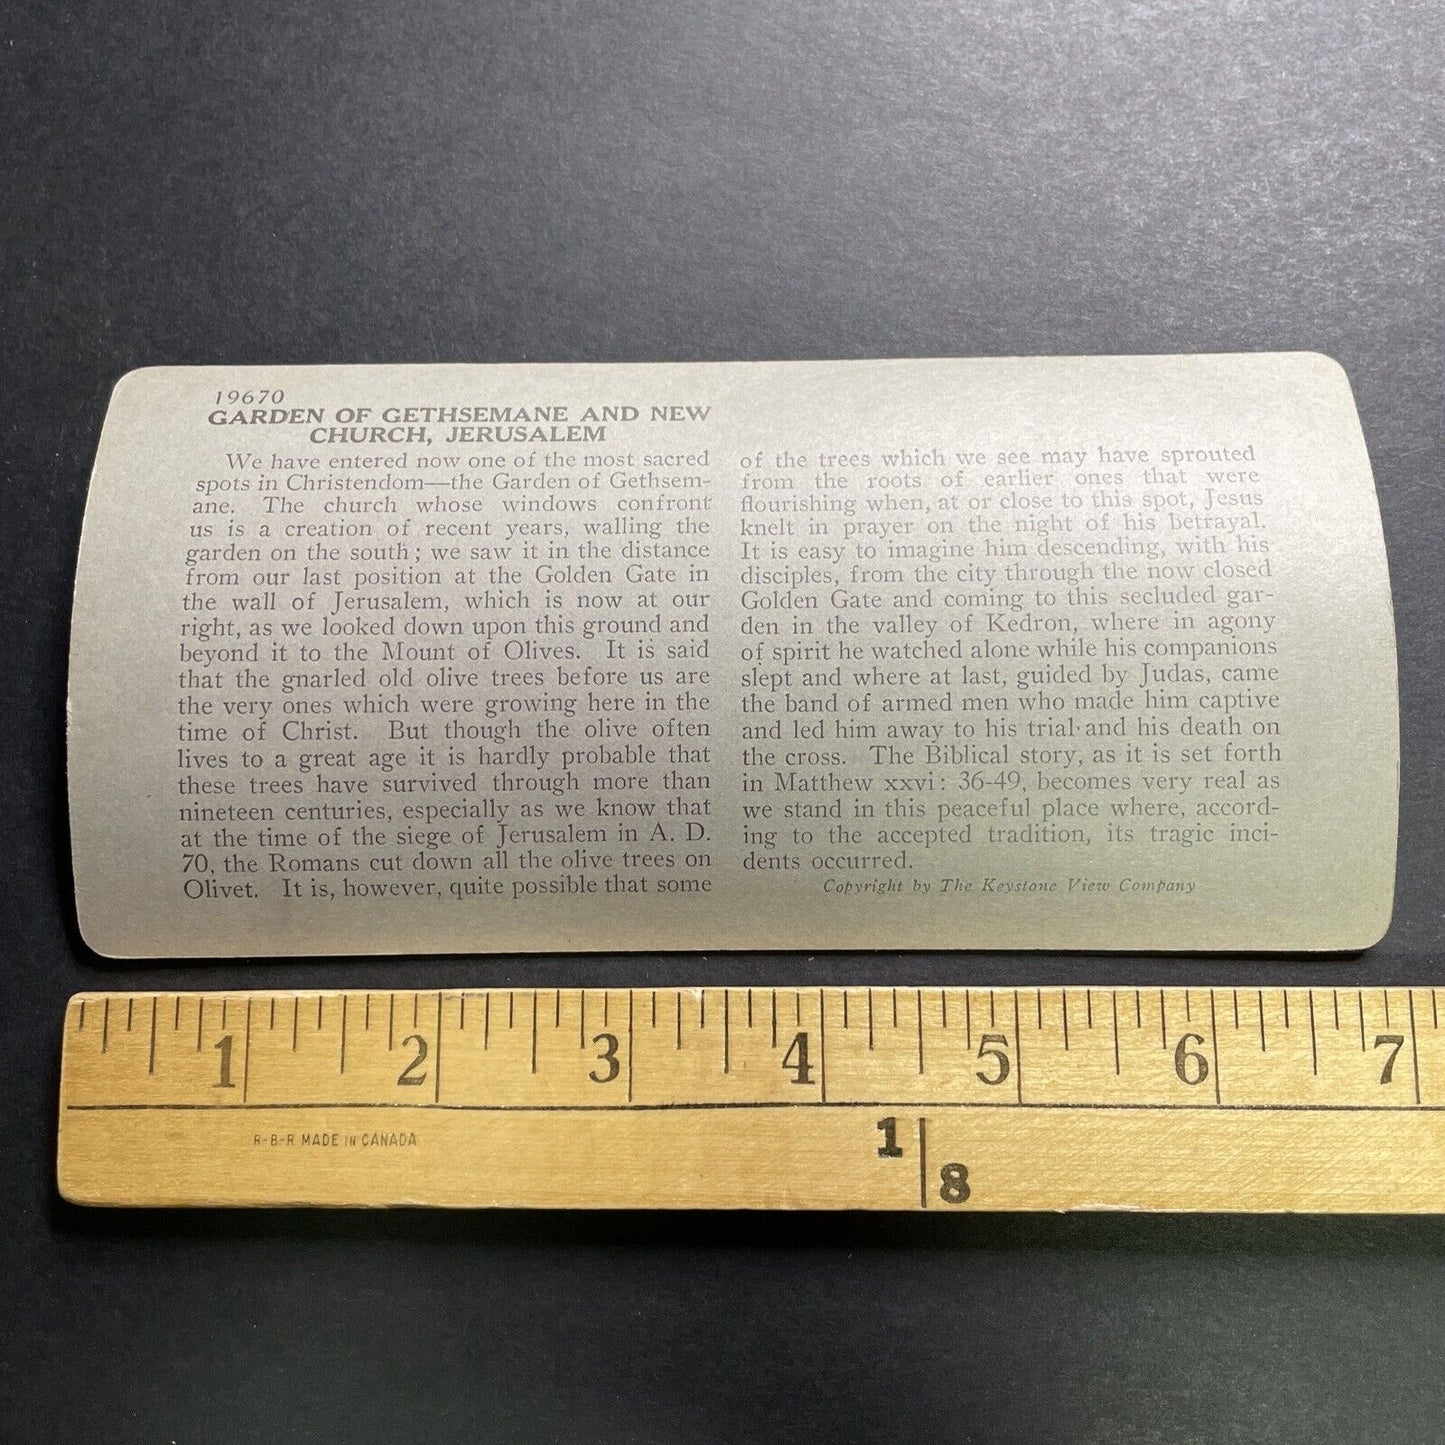 19670
GARDEN OF GETHSEMANE AND NEW
CHURCH, JERUSALEM
We have entered now one of the most sacred
spots in Christendom—the Garden of Gethsem-
ane. The church whose windows confront
us is a creation of recent years, walling the
garden on the south; we saw it in the distance
from our last position at the Golden Gate in
the wall of Jerusalem, which is now at our
right, as we looked down upon this ground and
beyond it to the Mount of Olives. It is said
that the gnarled old olive trees before us are
the very ones which were growing here in the
time of Christ. But though the olive often
lives to a great age it is hardly probable that
these trees have survived through more than
nineteen centuries, especially as we know that
at the time of the siege of Jerusalem in A. D.
70, the Romans cut down all the olive trees on
Olivet. It is, however, quite possible that some
of the trees which we see may have sprouted
from the roots of earlier ones that were
flourishing when, at or close to this spot, Jesus
knelt in prayer on the night of his betrayal.
It is easy to imagine him descending, with his
disciples, from the city through the now closed
Golden Gate and coming to this secluded gar-
den in the valley of Kedron, where in agony
of spirit he watched alone while his companions
slept and where at last, guided by Judas, came
the band of armed men who made him captive
and led him away to his trial and his death on
the cross. The Biblical story, as it is set forth
in Matthew xxvi: 36-49, becomes very real as
we stand in this peaceful place where, accord-
ing to the accepted tradition, its tragic inci-
dents occurred.
Copyright by The Keystone View Company
1 2 3 4 5 6 7
R-B-R MADE IN CANADA
1 8